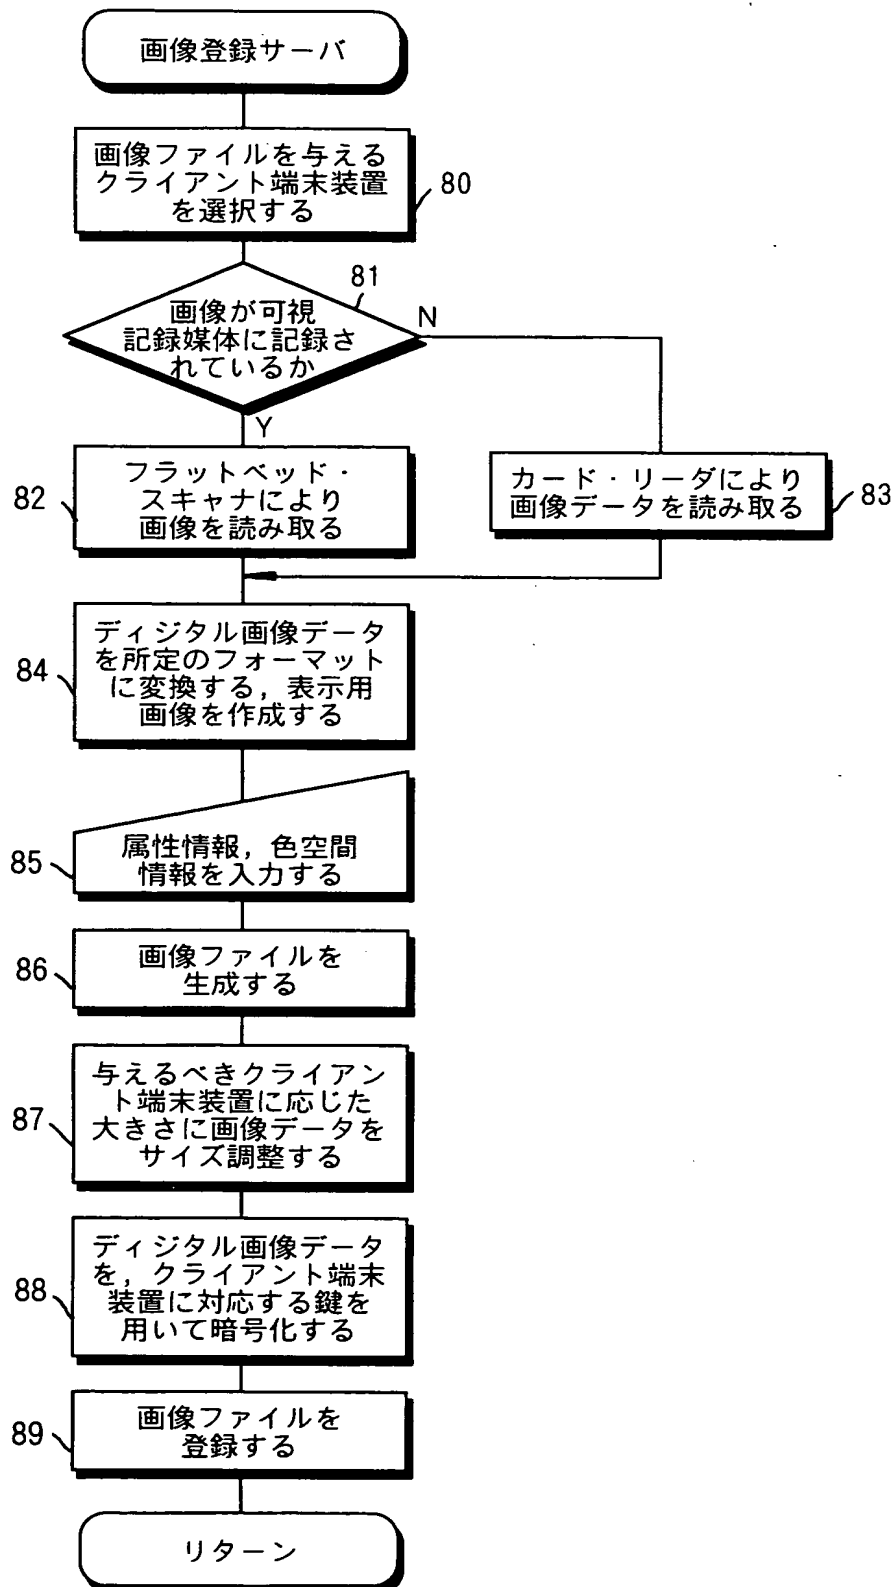 画像登録サーバ
画像ファイルを与える
クライアント端末装置
を選択する
80
81
画像が可視
記録媒体に記録さ
れているか
N
Y
82
フラットベッド・
スキャナにより
画像を読み取る
カード・リーダにより
画像データを読み取る
83
84
ディジタル画像データ
を所定のフォーマット
に変換する，表示用
画像を作成する
85
属性情報，色空間
情報を入力する
86
画像ファイルを
生成する
87
与えるべきクライアン
ト端末装置に応じた
大きさに画像データを
サイズ調整する
88
ディジタル画像データ
を，クライアント端末
装置に対応する鍵を
用いて暗号化する
89
画像ファイルを
登録する
リターン